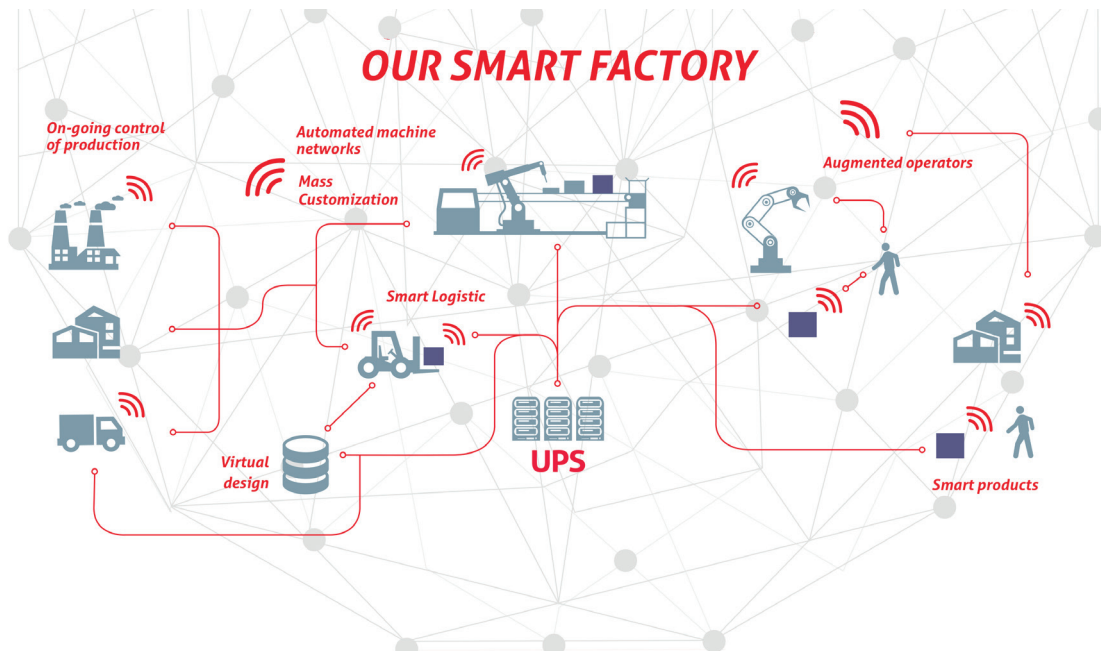 OUR SMART FACTORY
On-going control
of production
Automated machine
networks
Mass
Customization
Augmented operators
Smart Logistic
Virtual
design
UPS
Smart products